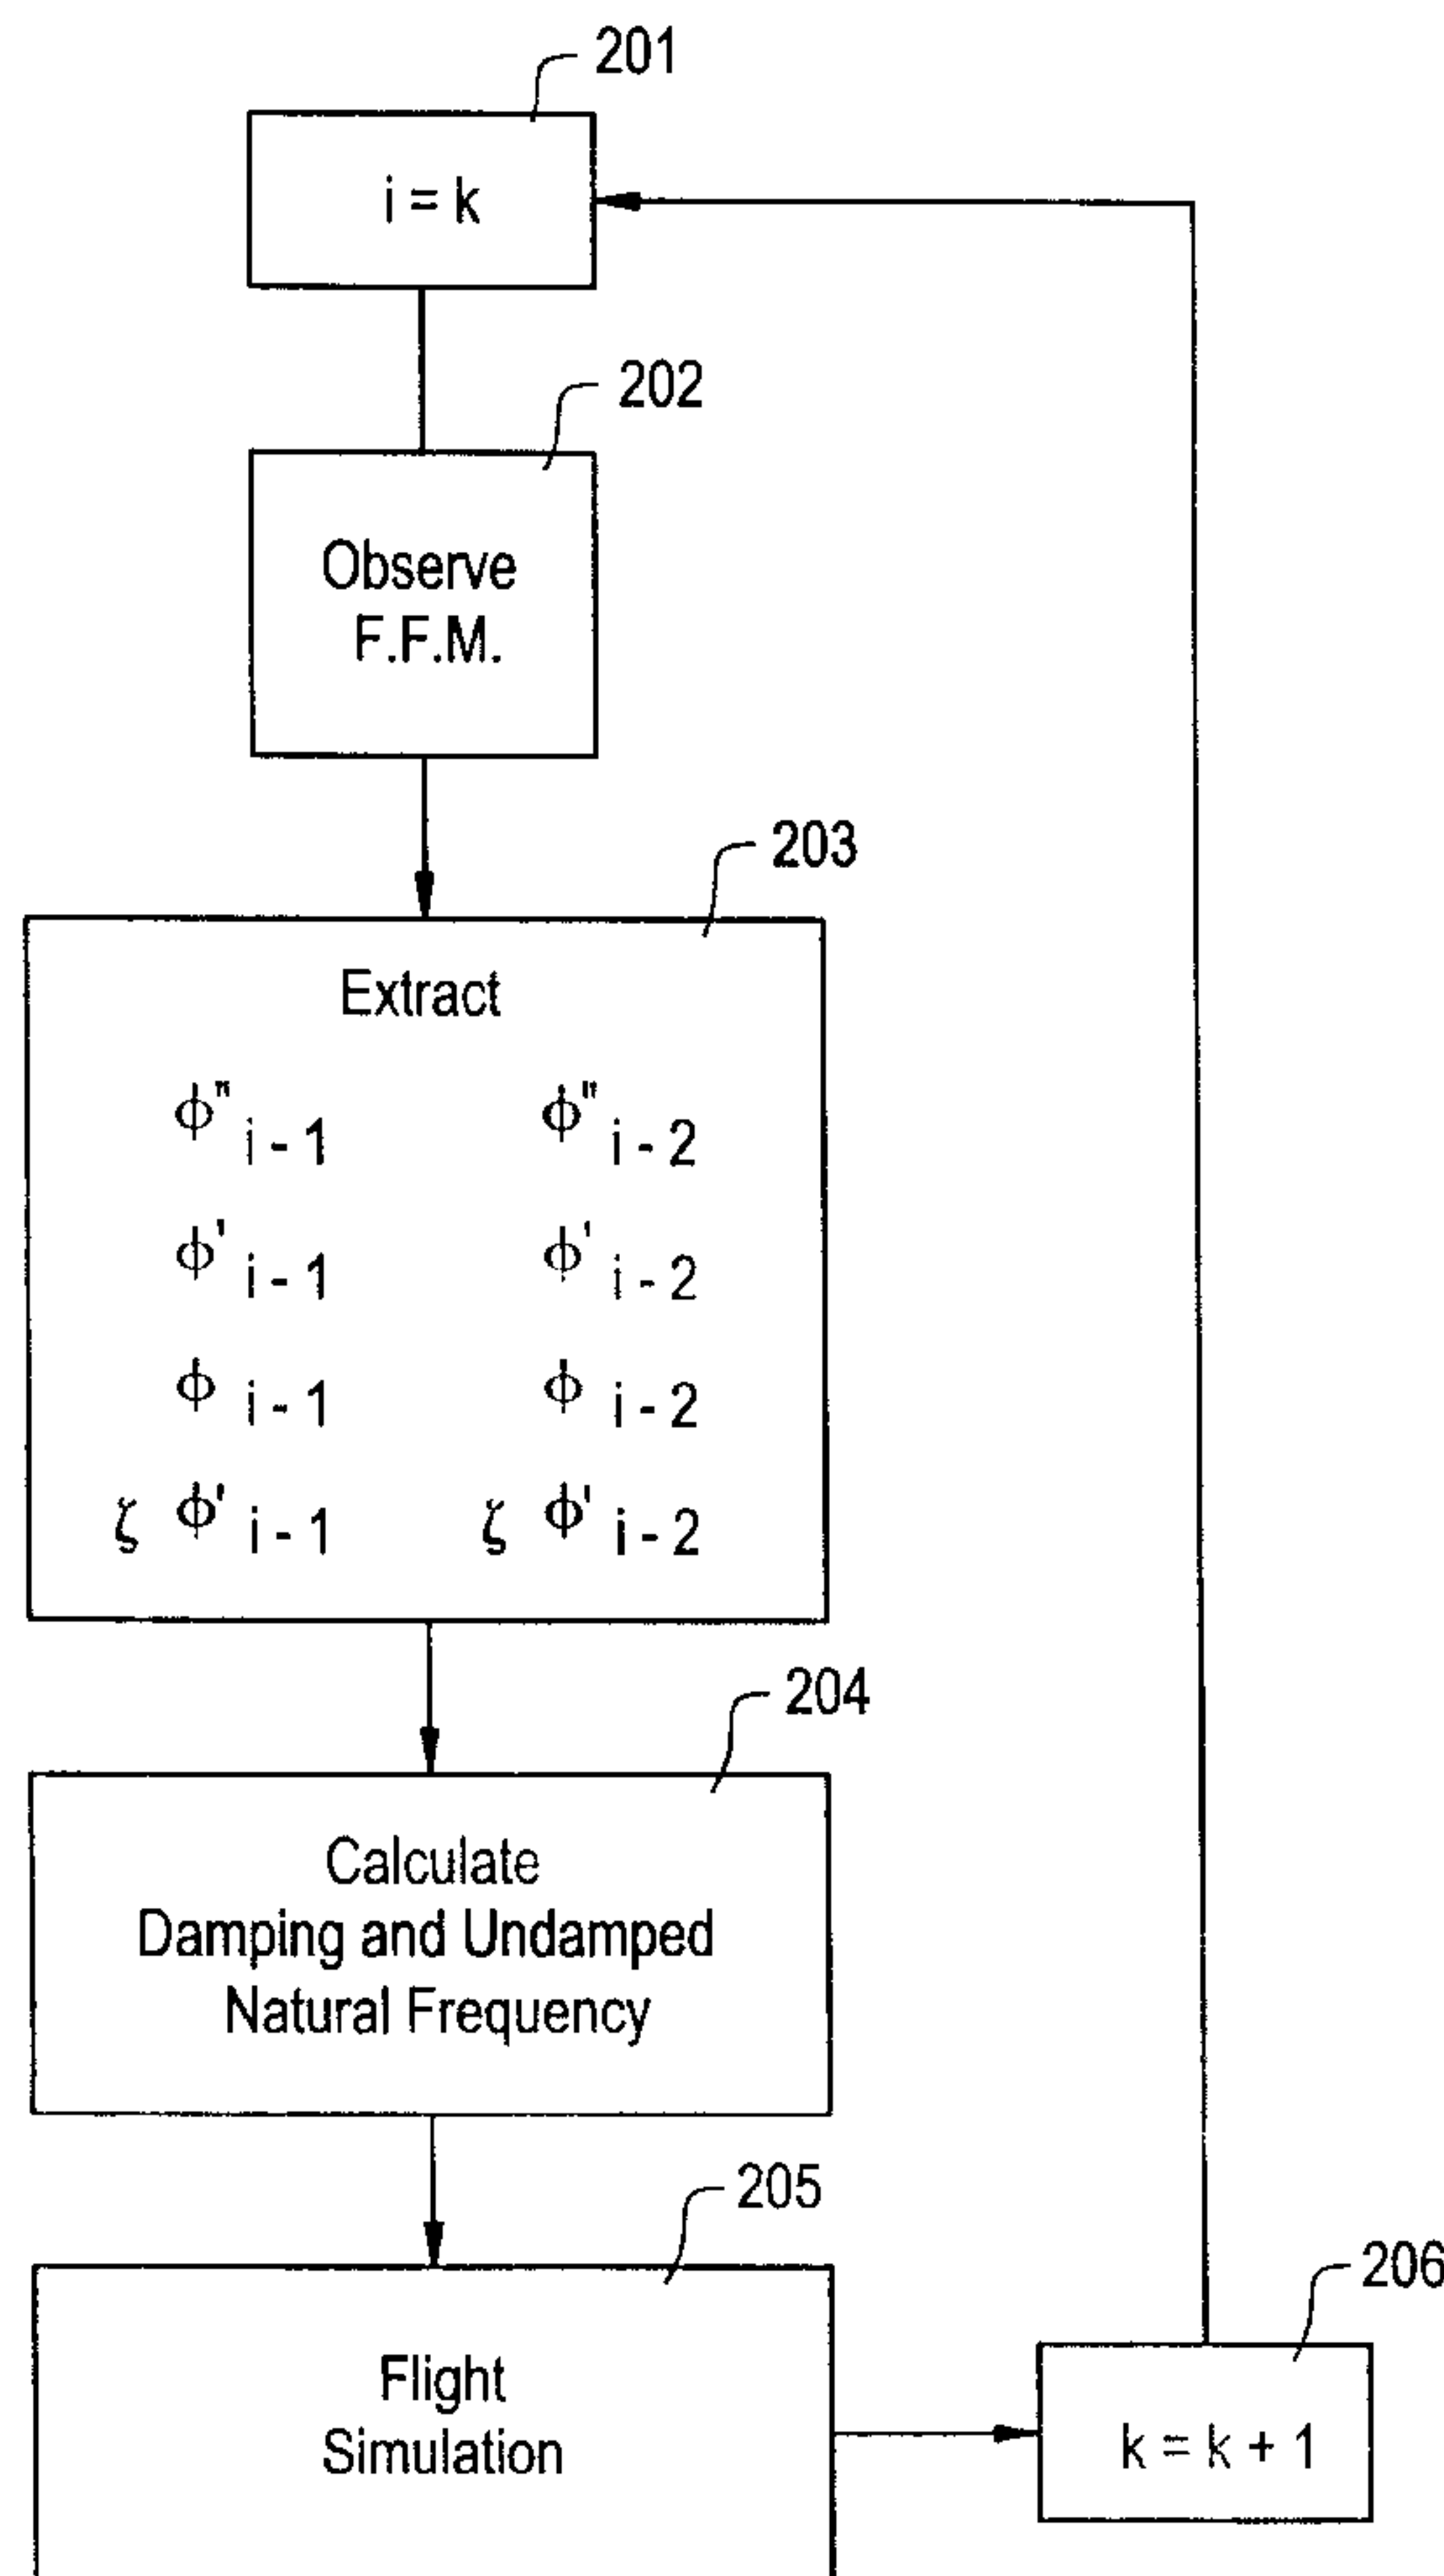 201
i = k
202
Observe
F.F.M.
203
Extract
ϕ" i - 1 ϕ" i - 2
ϕ' i - 1 ϕ' i - 2
ϕ i - 1 ϕ i - 2
ζ ϕ' i - 1 ζ ϕ' i - 2
204
Calculate
Damping and Undamped
Natural Frequency
205
Flight
Simulation
206
k = k + 1